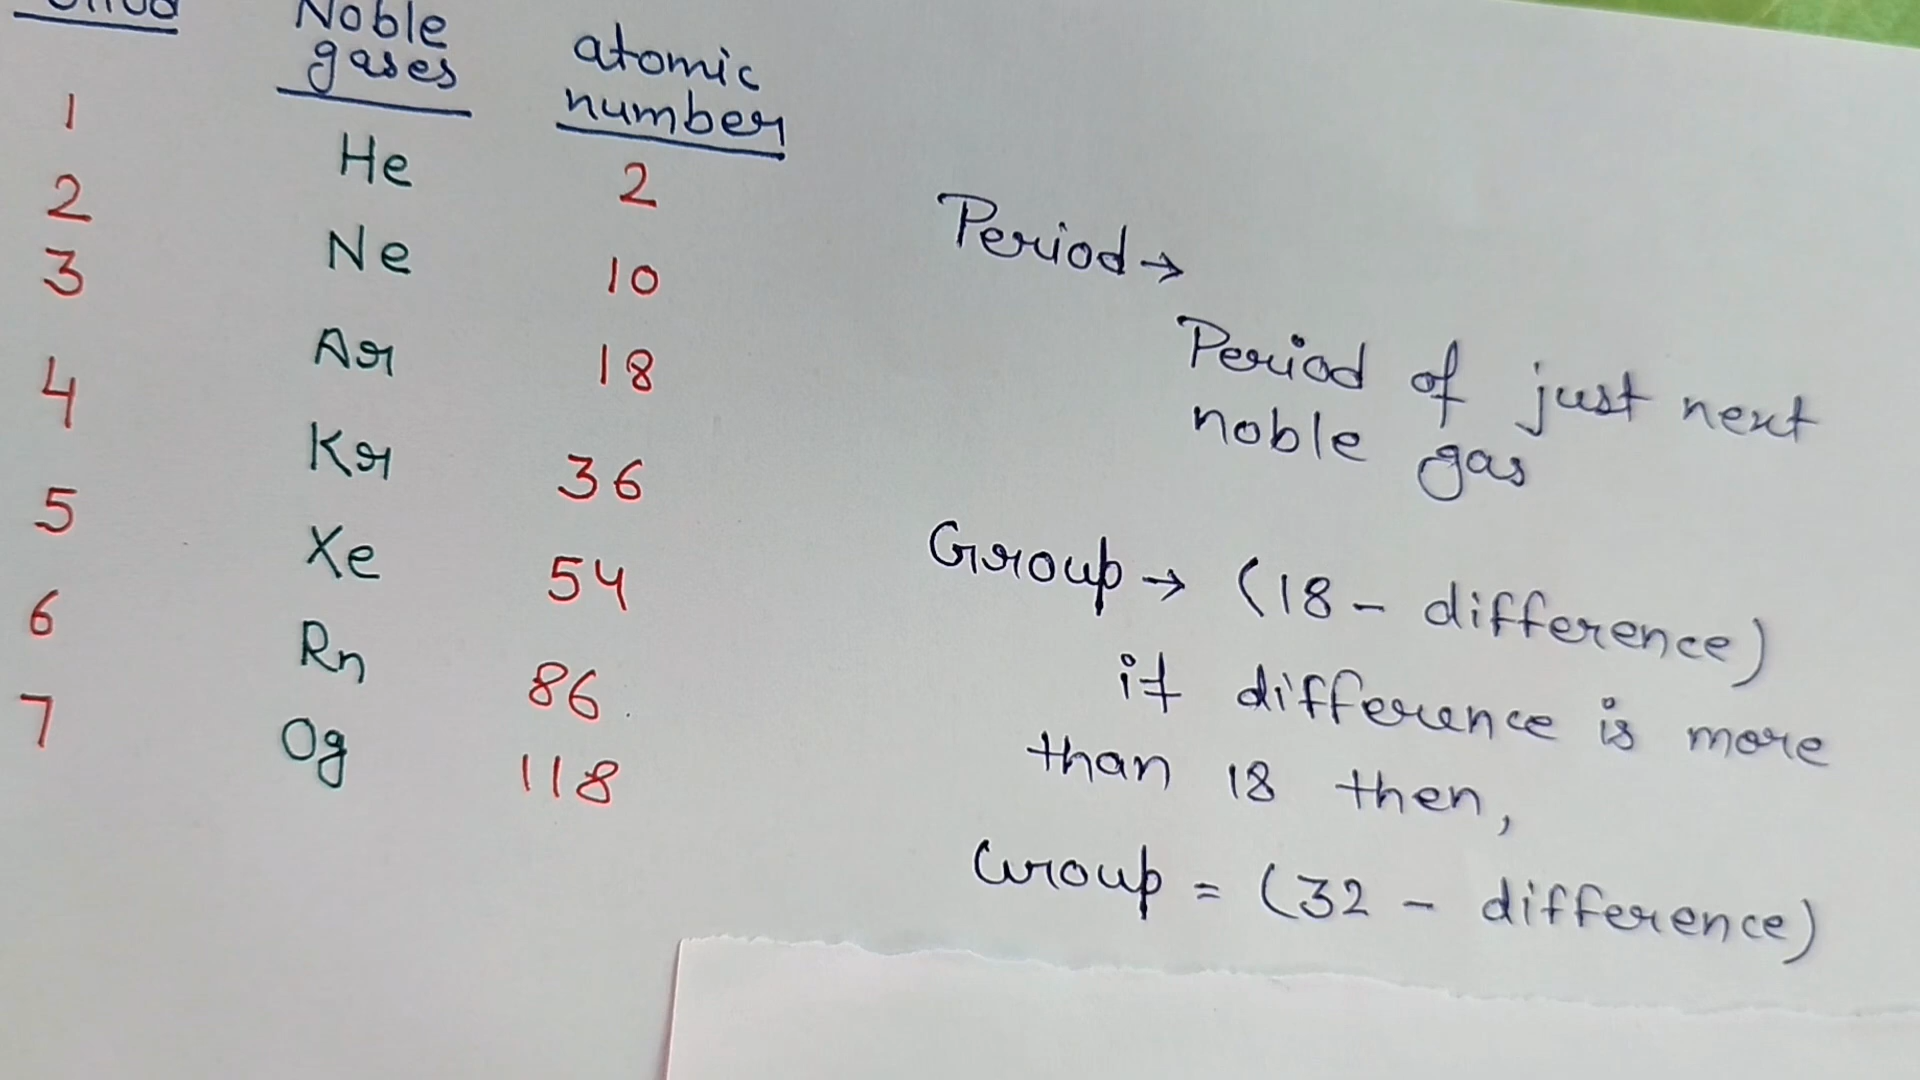 Noble
gases
atomic
number
1 He 2
2 Ne 10
3 Ar 18
4 Kr 36
5 Xe 54
6 Rn 86
7 Og 118
Period →
Period of just next
noble gas
Group → (18 - difference)
if difference is more
than 18 then,
Group = (32 - difference)